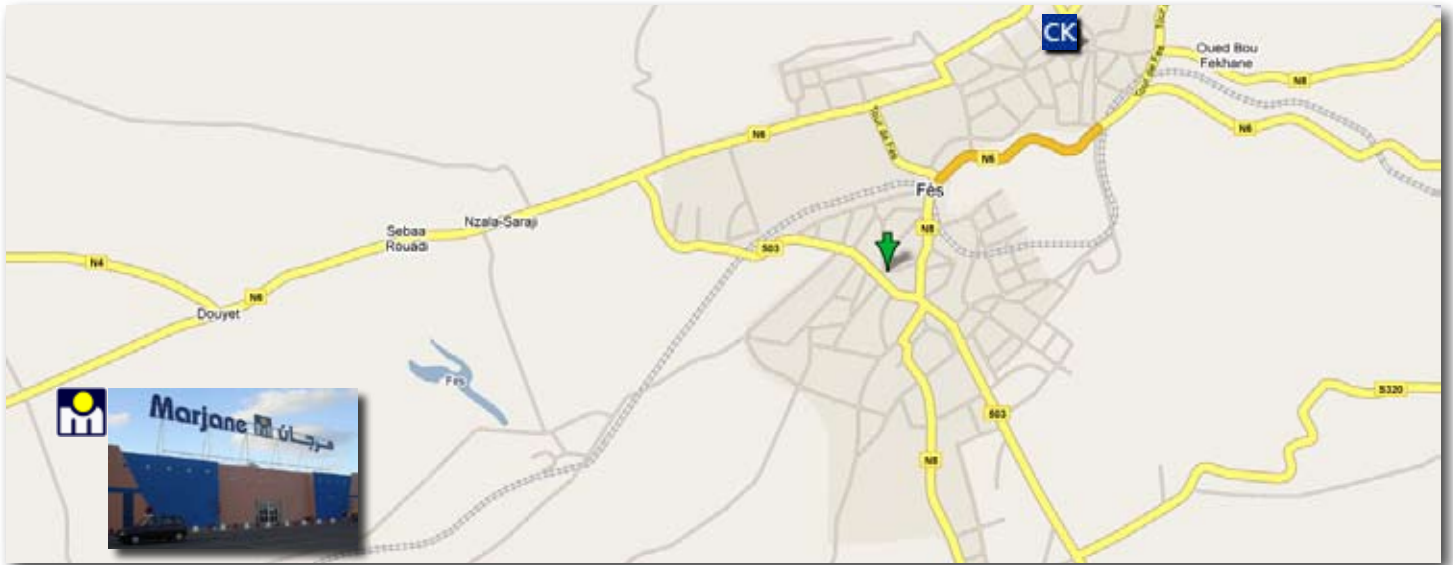 CK
Tour
Oued Bou
Fekhane
Tour de Fès
N8
N6
N6
Tour de Fès
N6
Fès
Nzala-Saraji
Sebaa
Rouadi
N8
503
N4
N6
Douyet
Fès
S320
Marjane m مرجان
m
503
N8